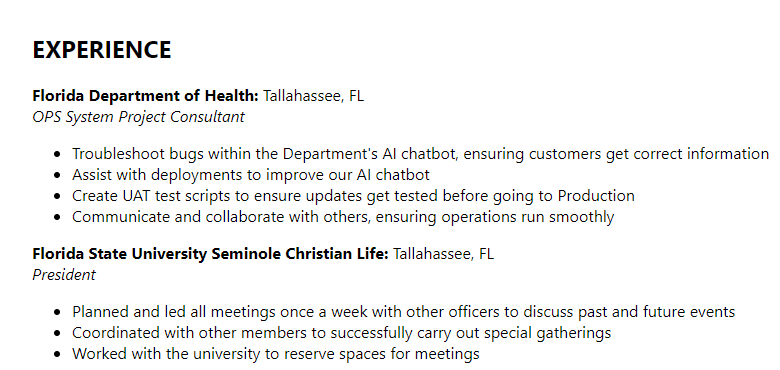 EXPERIENCE
Florida Department of Health: Tallahassee, FL
OPS System Project Consultant
• Troubleshoot bugs within the Department's AI chatbot, ensuring customers get correct information
• Assist with deployments to improve our AI chatbot
• Create UAT test scripts to ensure updates get tested before going to Production
• Communicate and collaborate with others, ensuring operations run smoothly
Florida State University Seminole Christian Life: Tallahassee, FL
President
• Planned and led all meetings once a week with other officers to discuss past and future events
• Coordinated with other members to successfully carry out special gatherings
• Worked with the university to reserve spaces for meetings